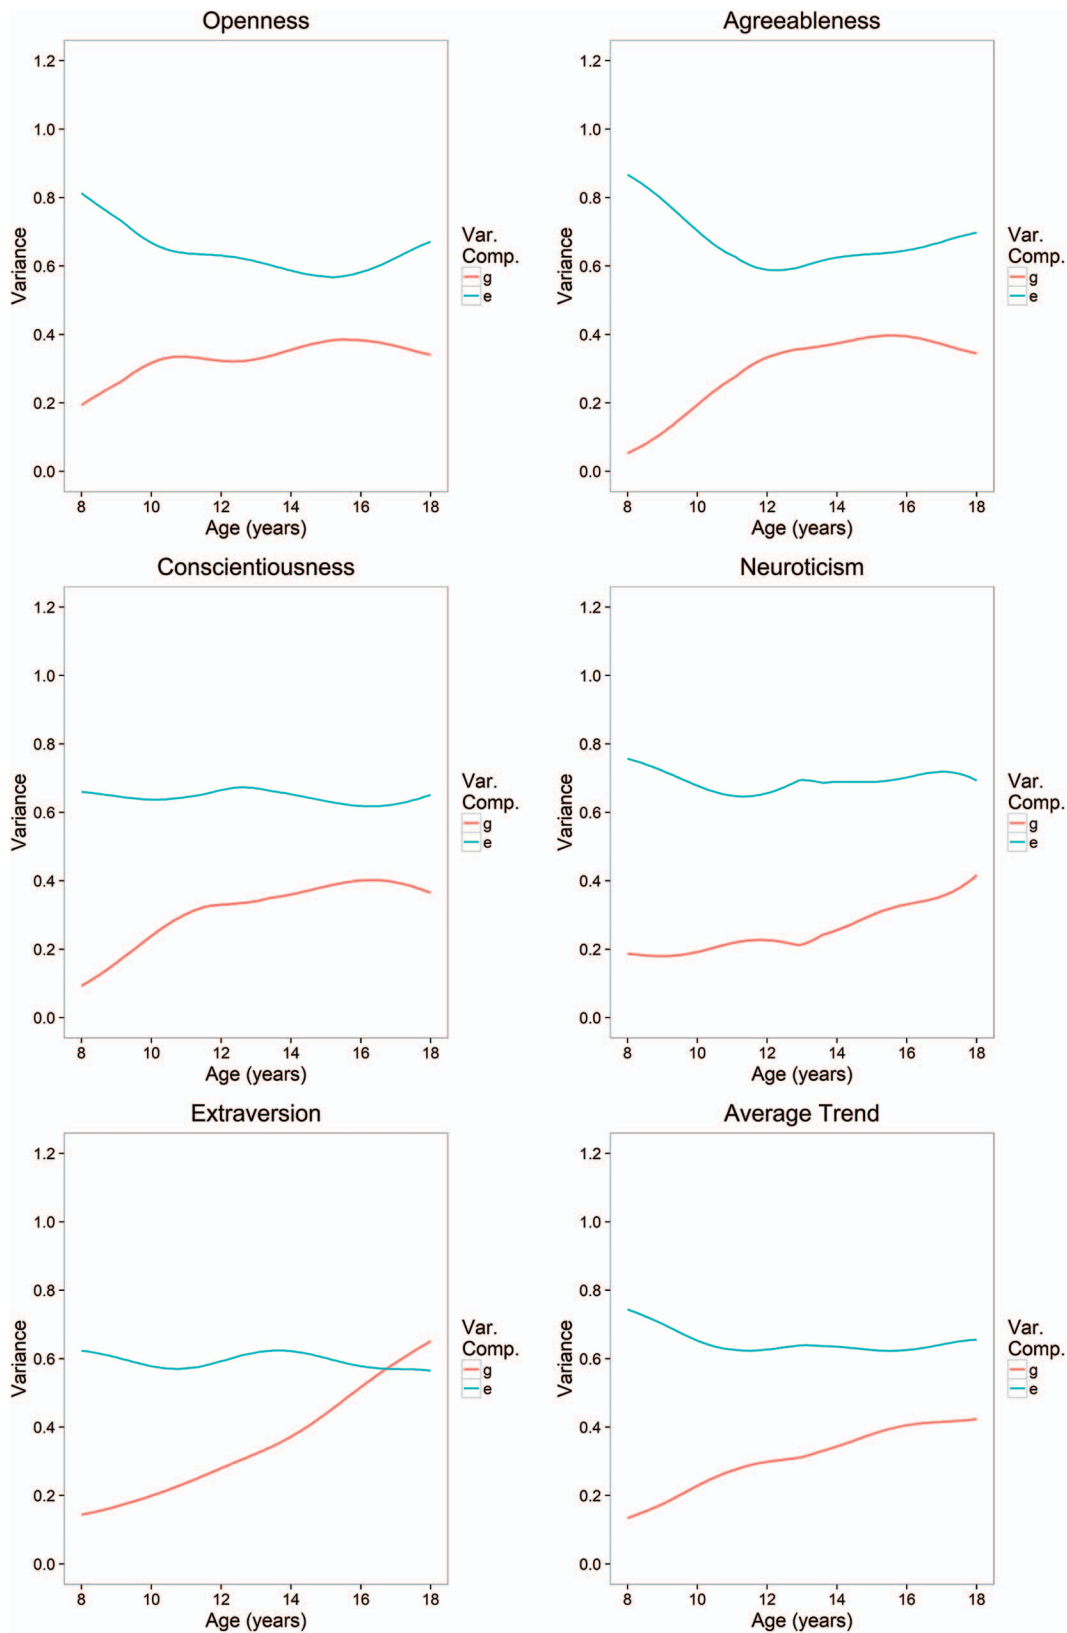 Openness
Variance
1.2
1.0
0.8
0.6
0.4
0.2
0.0
8 10 12 14 16 18
Age (years)
Var.
Comp.
g
e
Agreeableness
Variance
1.2
1.0
0.8
0.6
0.4
0.2
0.0
8 10 12 14 16 18
Age (years)
Var.
Comp.
g
e
Conscientiousness
Variance
1.2
1.0
0.8
0.6
0.4
0.2
0.0
8 10 12 14 16 18
Age (years)
Var.
Comp.
g
e
Neuroticism
Variance
1.2
1.0
0.8
0.6
0.4
0.2
0.0
8 10 12 14 16 18
Age (years)
Var.
Comp.
g
e
Extraversion
Variance
1.2
1.0
0.8
0.6
0.4
0.2
0.0
8 10 12 14 16 18
Age (years)
Var.
Comp.
g
e
Average Trend
Variance
1.2
1.0
0.8
0.6
0.4
0.2
0.0
8 10 12 14 16 18
Age (years)
Var.
Comp.
g
e